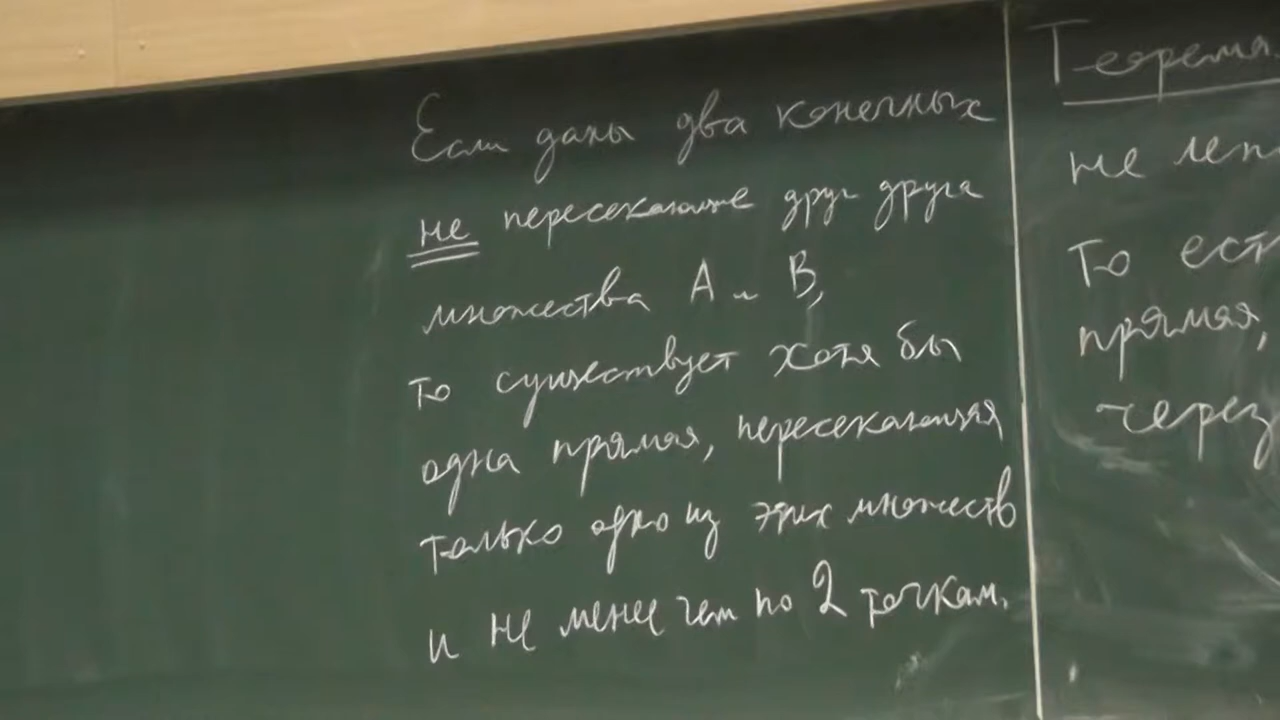 Если даны два конечных
не пересекающие друг друга
множества A и B,
то существует хотя бы
одна прямая, пересекающая
только одно из этих множеств
и не менее чем по 2 точкам.
Теорема.
не леп
то ест
прямая,
через